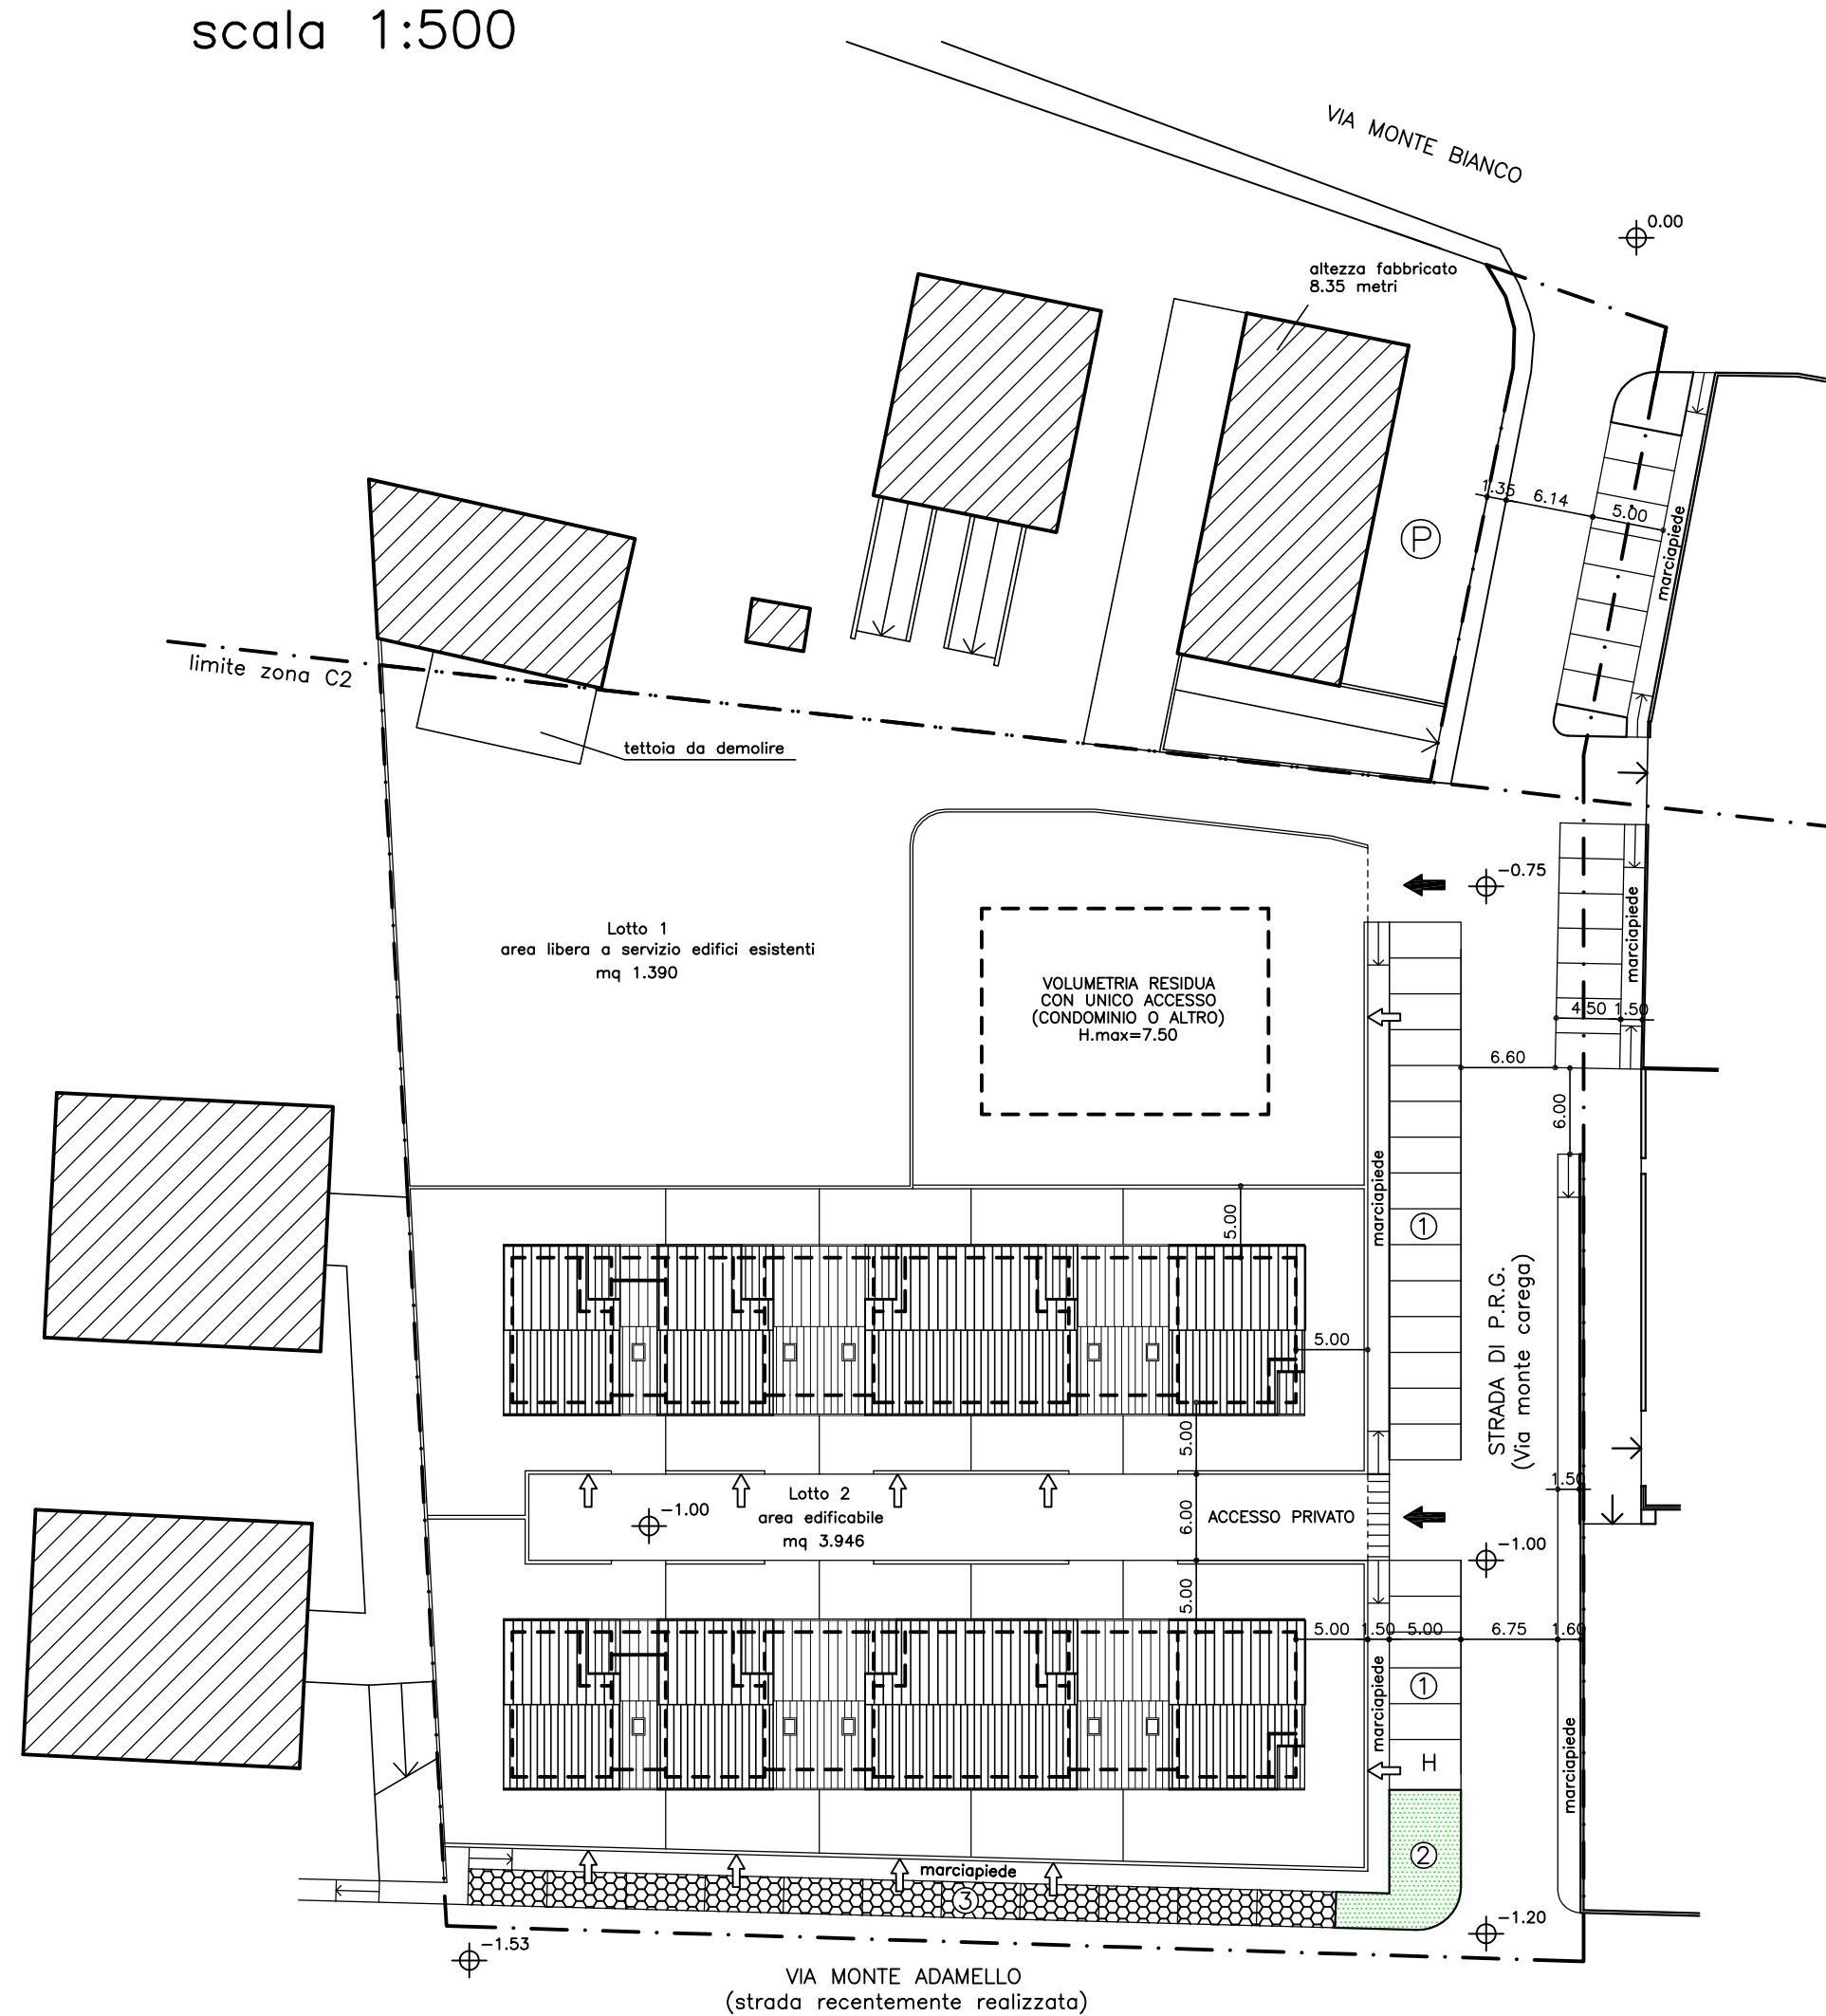 scala 1:500
VIA MONTE BIANCO
0.00
altezza fabbricato
8.35 metri
1.35
6.14
5.00
P
marciapiede
limite zona C2
tettoia da demolire
-0.75
marciapiede
Lotto 1
area libera a servizio edifici esistenti
mq 1.390
VOLUMETRIA RESIDUA
CON UNICO ACCESSO
(CONDOMINIO O ALTRO)
H.max=7.50
4.50
1.50
6.60
6.00
marciapiede
5.00
1
STRADA DI P.R.G.
(Via monte carega)
5.00
5.00
1.50
Lotto 2
area edificabile
mq 3.946
-1.00
6.00
ACCESSO PRIVATO
-1.00
5.00
5.00
1.50
5.00
6.75
1.60
marciapiede
1
H
marciapiede
2
marciapiede
3
-1.20
-1.53
VIA MONTE ADAMELLO
(strada recentemente realizzata)